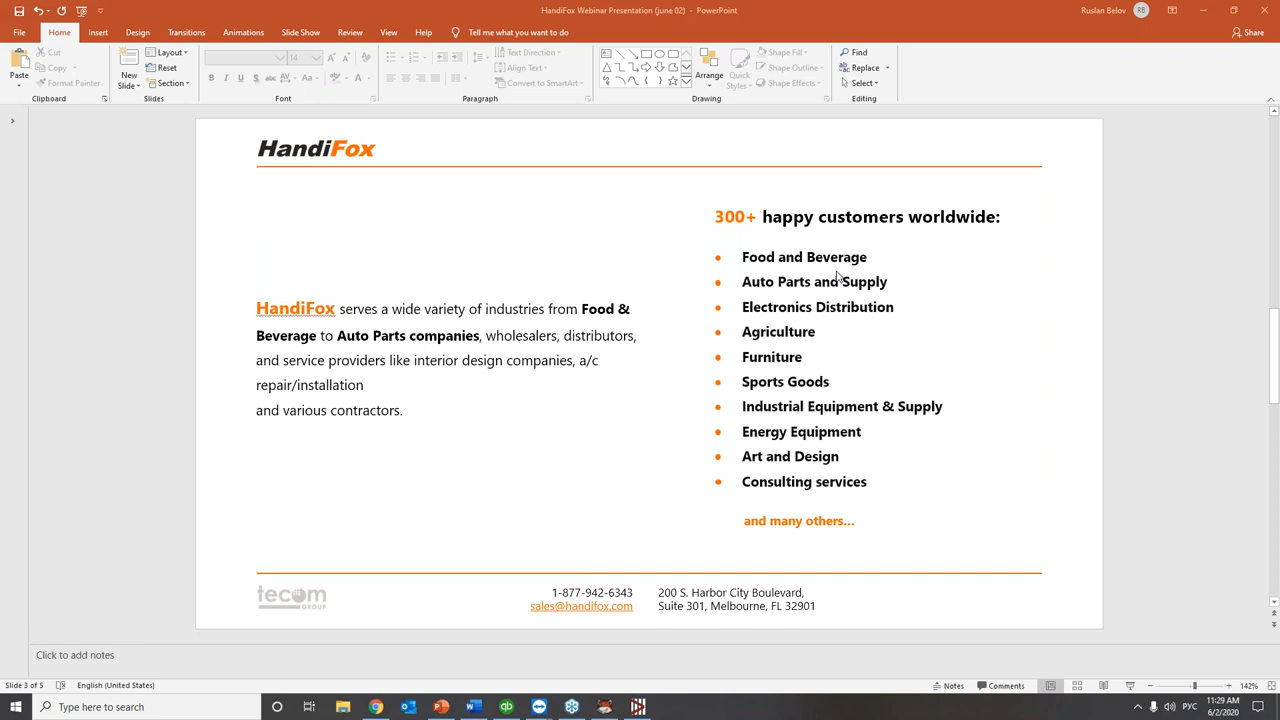 HandiFox Webinar Presentation (june 02) - PowerPoint
Ruslan Belov
RB
File Home Insert Design Transitions Animations Slide Show Review View Help Tell me what you want to do
Share
Paste
Cut
Copy
Format Painter
Clipboard
New
Slide
Layout
Reset
Section
Slides
14
Font
Text Direction
Align Text
Convert to SmartArt
Paragraph
Arrange
Quick
Styles
Shape Fill
Shape Outline
Shape Effects
Drawing
Find
Replace
Select
Editing
HandiFox
HandiFox serves a wide variety of industries from Food &
Beverage to Auto Parts companies, wholesalers, distributors,
and service providers like interior design companies, a/c
repair/installation
and various contractors.
300+ happy customers worldwide:
• Food and Beverage
• Auto Parts and Supply
• Electronics Distribution
• Agriculture
• Furniture
• Sports Goods
• Industrial Equipment & Supply
• Energy Equipment
• Art and Design
• Consulting services
and many others...
tecom
GROUP
1-877-942-6343
sales@handifox.com
200 S. Harbor City Boulevard,
Suite 301, Melbourne, FL 32901
Click to add notes
Slide 3 of 5 English (United States)
Notes Comments 142%
Type here to search
РУС
11:29 AM
6/2/2020